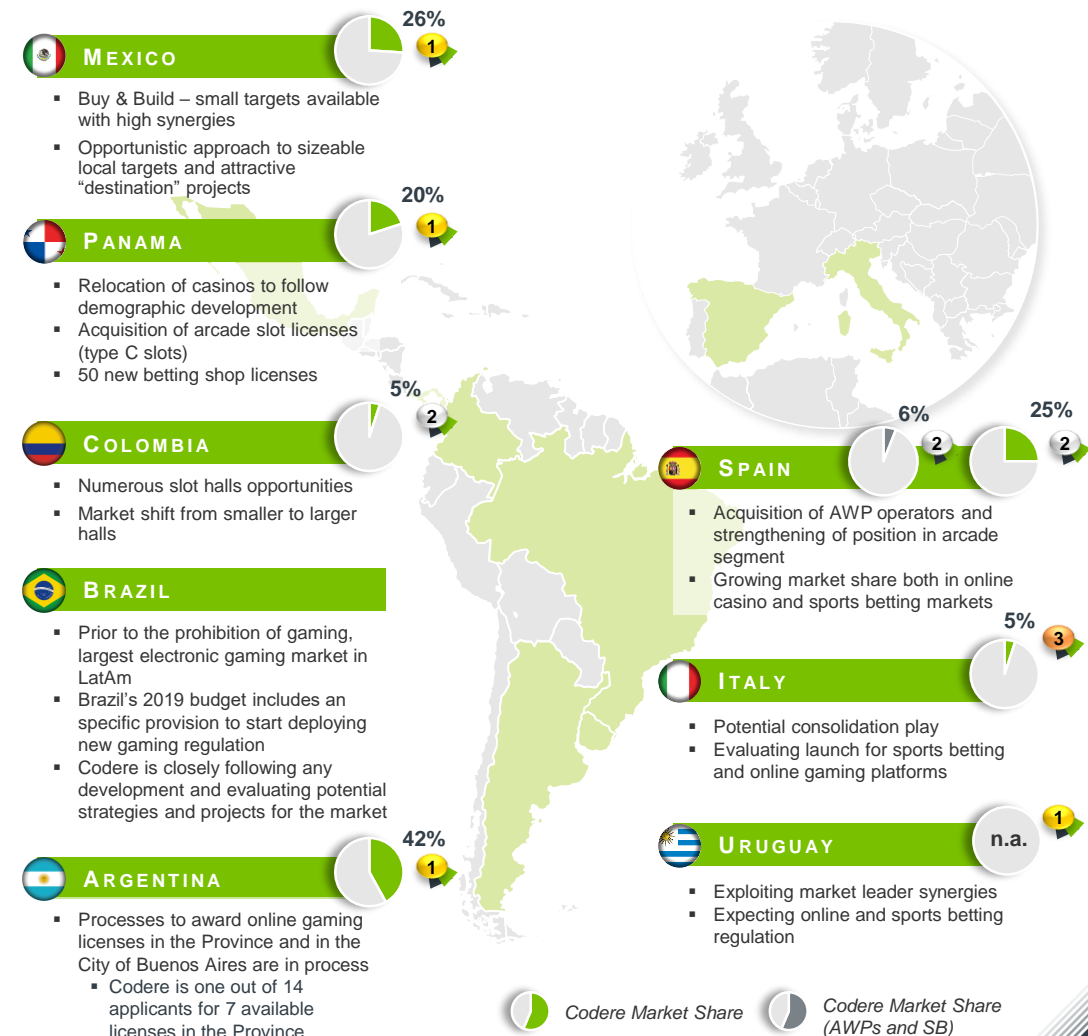 26%
1
MEXICO
▪ Buy & Build – small targets available
with high synergies
▪ Opportunistic approach to sizeable
local targets and attractive
“destination” projects
20%
1
PANAMA
▪ Relocation of casinos to follow
demographic development
▪ Acquisition of arcade slot licenses
(type C slots)
▪ 50 new betting shop licenses
5%
2
COLOMBIA
▪ Numerous slot halls opportunities
▪ Market shift from smaller to larger
halls
BRAZIL
▪ Prior to the prohibition of gaming,
largest electronic gaming market in
LatAm
▪ Brazil’s 2019 budget includes an
specific provision to start deploying
new gaming regulation
▪ Codere is closely following any
development and evaluating potential
strategies and projects for the market
42%
1
ARGENTINA
▪ Processes to award online gaming
licenses in the Province and in the
City of Buenos Aires are in process
▪ Codere is one out of 14
applicants for 7 available
licenses in the Province
6%
2
25%
2
SPAIN
▪ Acquisition of AWP operators and
strengthening of position in arcade
segment
▪ Growing market share both in online
casino and sports betting markets
5%
3
ITALY
▪ Potential consolidation play
▪ Evaluating launch for sports betting
and online gaming platforms
n.a.
1
URUGUAY
▪ Exploiting market leader synergies
▪ Expecting online and sports betting
regulation
Codere Market Share
Codere Market Share
(AWPs and SB)